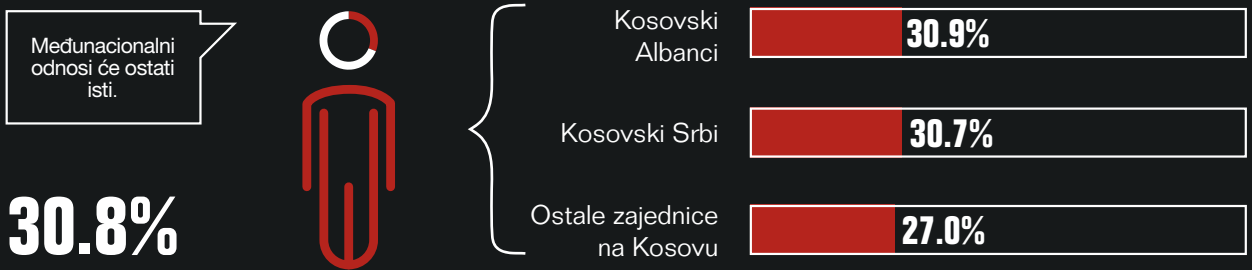 Međunacionalni
odnosi će ostati
isti.
30.8%
Kosovski
Albanci
30.9%
Kosovski Srbi
30.7%
Ostale zajednice
na Kosovu
27.0%